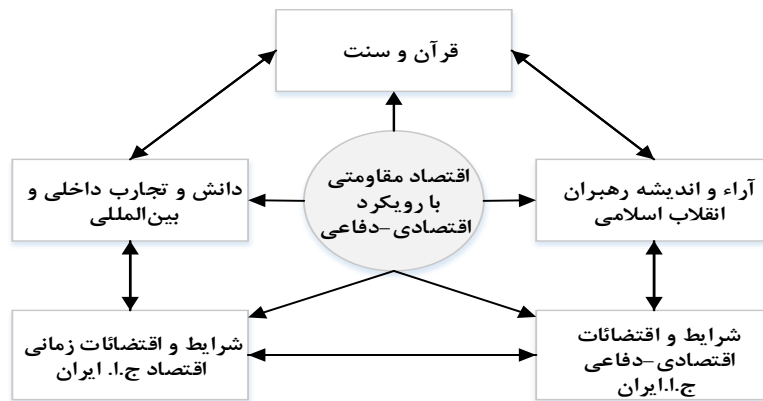 قرآن و سنت
آراء و اندیشه رهبران
انقلاب اسلامی
اقتصاد مقاومتی
با رویکرد
اقتصادی–دفاعی
دانش و تجارب داخلی و
بین‌المللی
شرایط و اقتضائات
اقتصادی–دفاعی
ج.ا.ایران
شرایط و اقتضائات زمانی
اقتصاد ج.ا. ایران